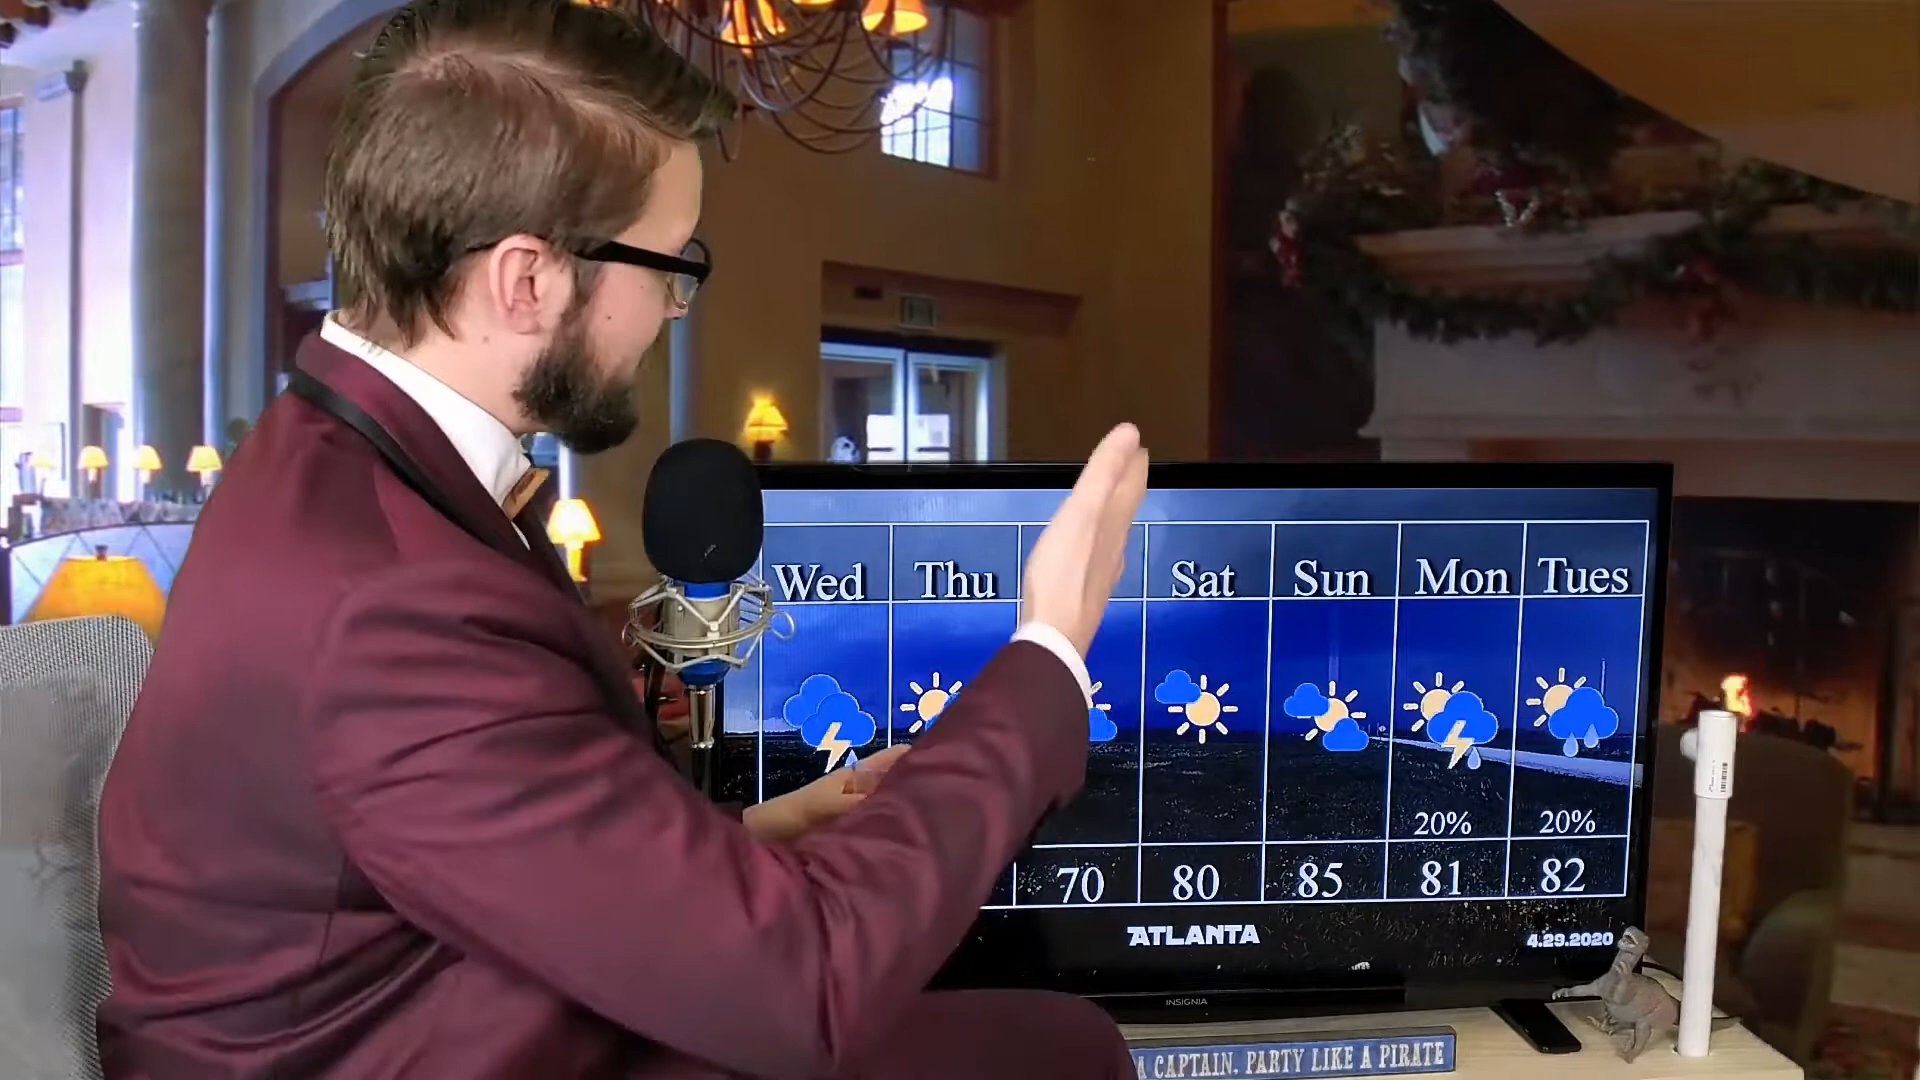 Wed Thu Sat Sun Mon Tues
20% 20%
70 80 85 81 82
ATLANTA
4.29.2020
INSIGNIA
A CAPTAIN, PARTY LIKE A PIRATE